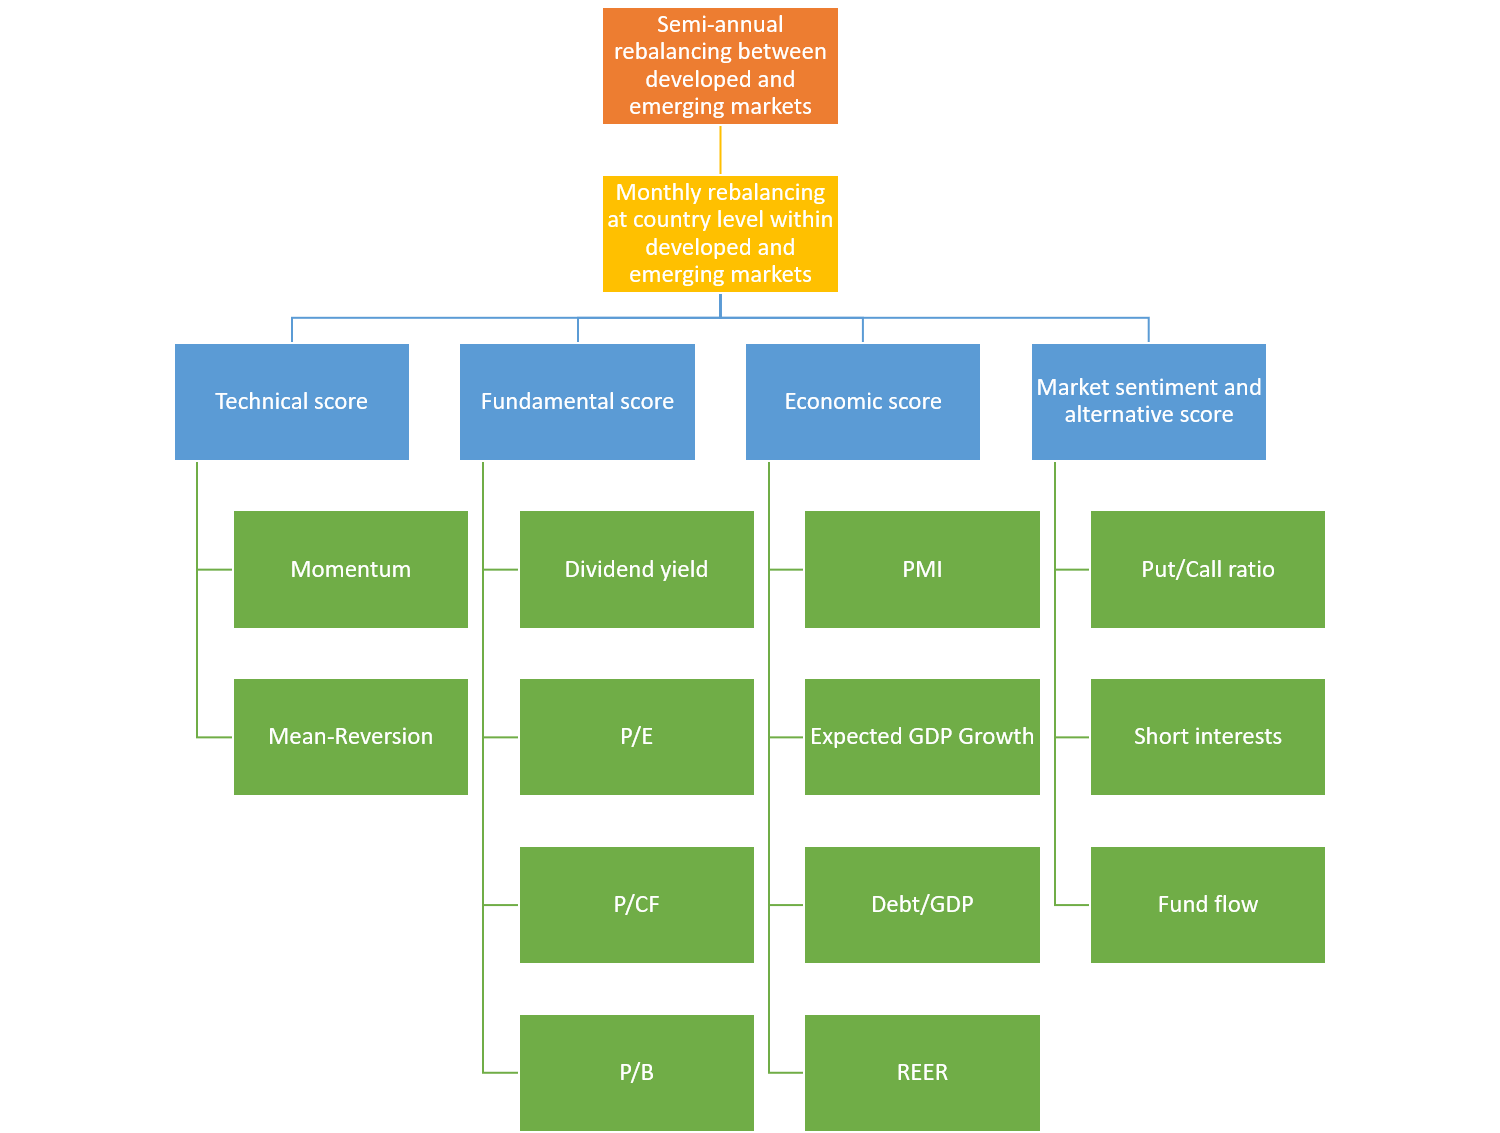 Semi-annual
rebalancing between
developed and
emerging markets
Monthly rebalancing
at country level within
developed and
emerging markets
Technical score
Fundamental score
Economic score
Market sentiment and
alternative score
Momentum
Dividend yield
PMI
Put/Call ratio
Mean-Reversion
P/E
Expected GDP Growth
Short interests
P/CF
Debt/GDP
Fund flow
P/B
REER